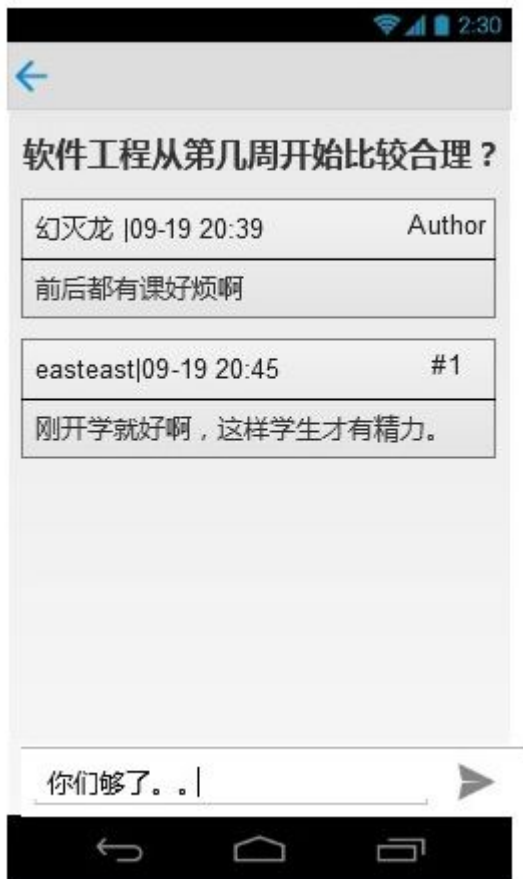 2:30
软件工程从第几周开始比较合理？
幻灭龙 |09-19 20:39 Author
前后都有课好烦啊
easteast|09-19 20:45 #1
刚开学就好啊，这样学生才有精力。
你们够了。。